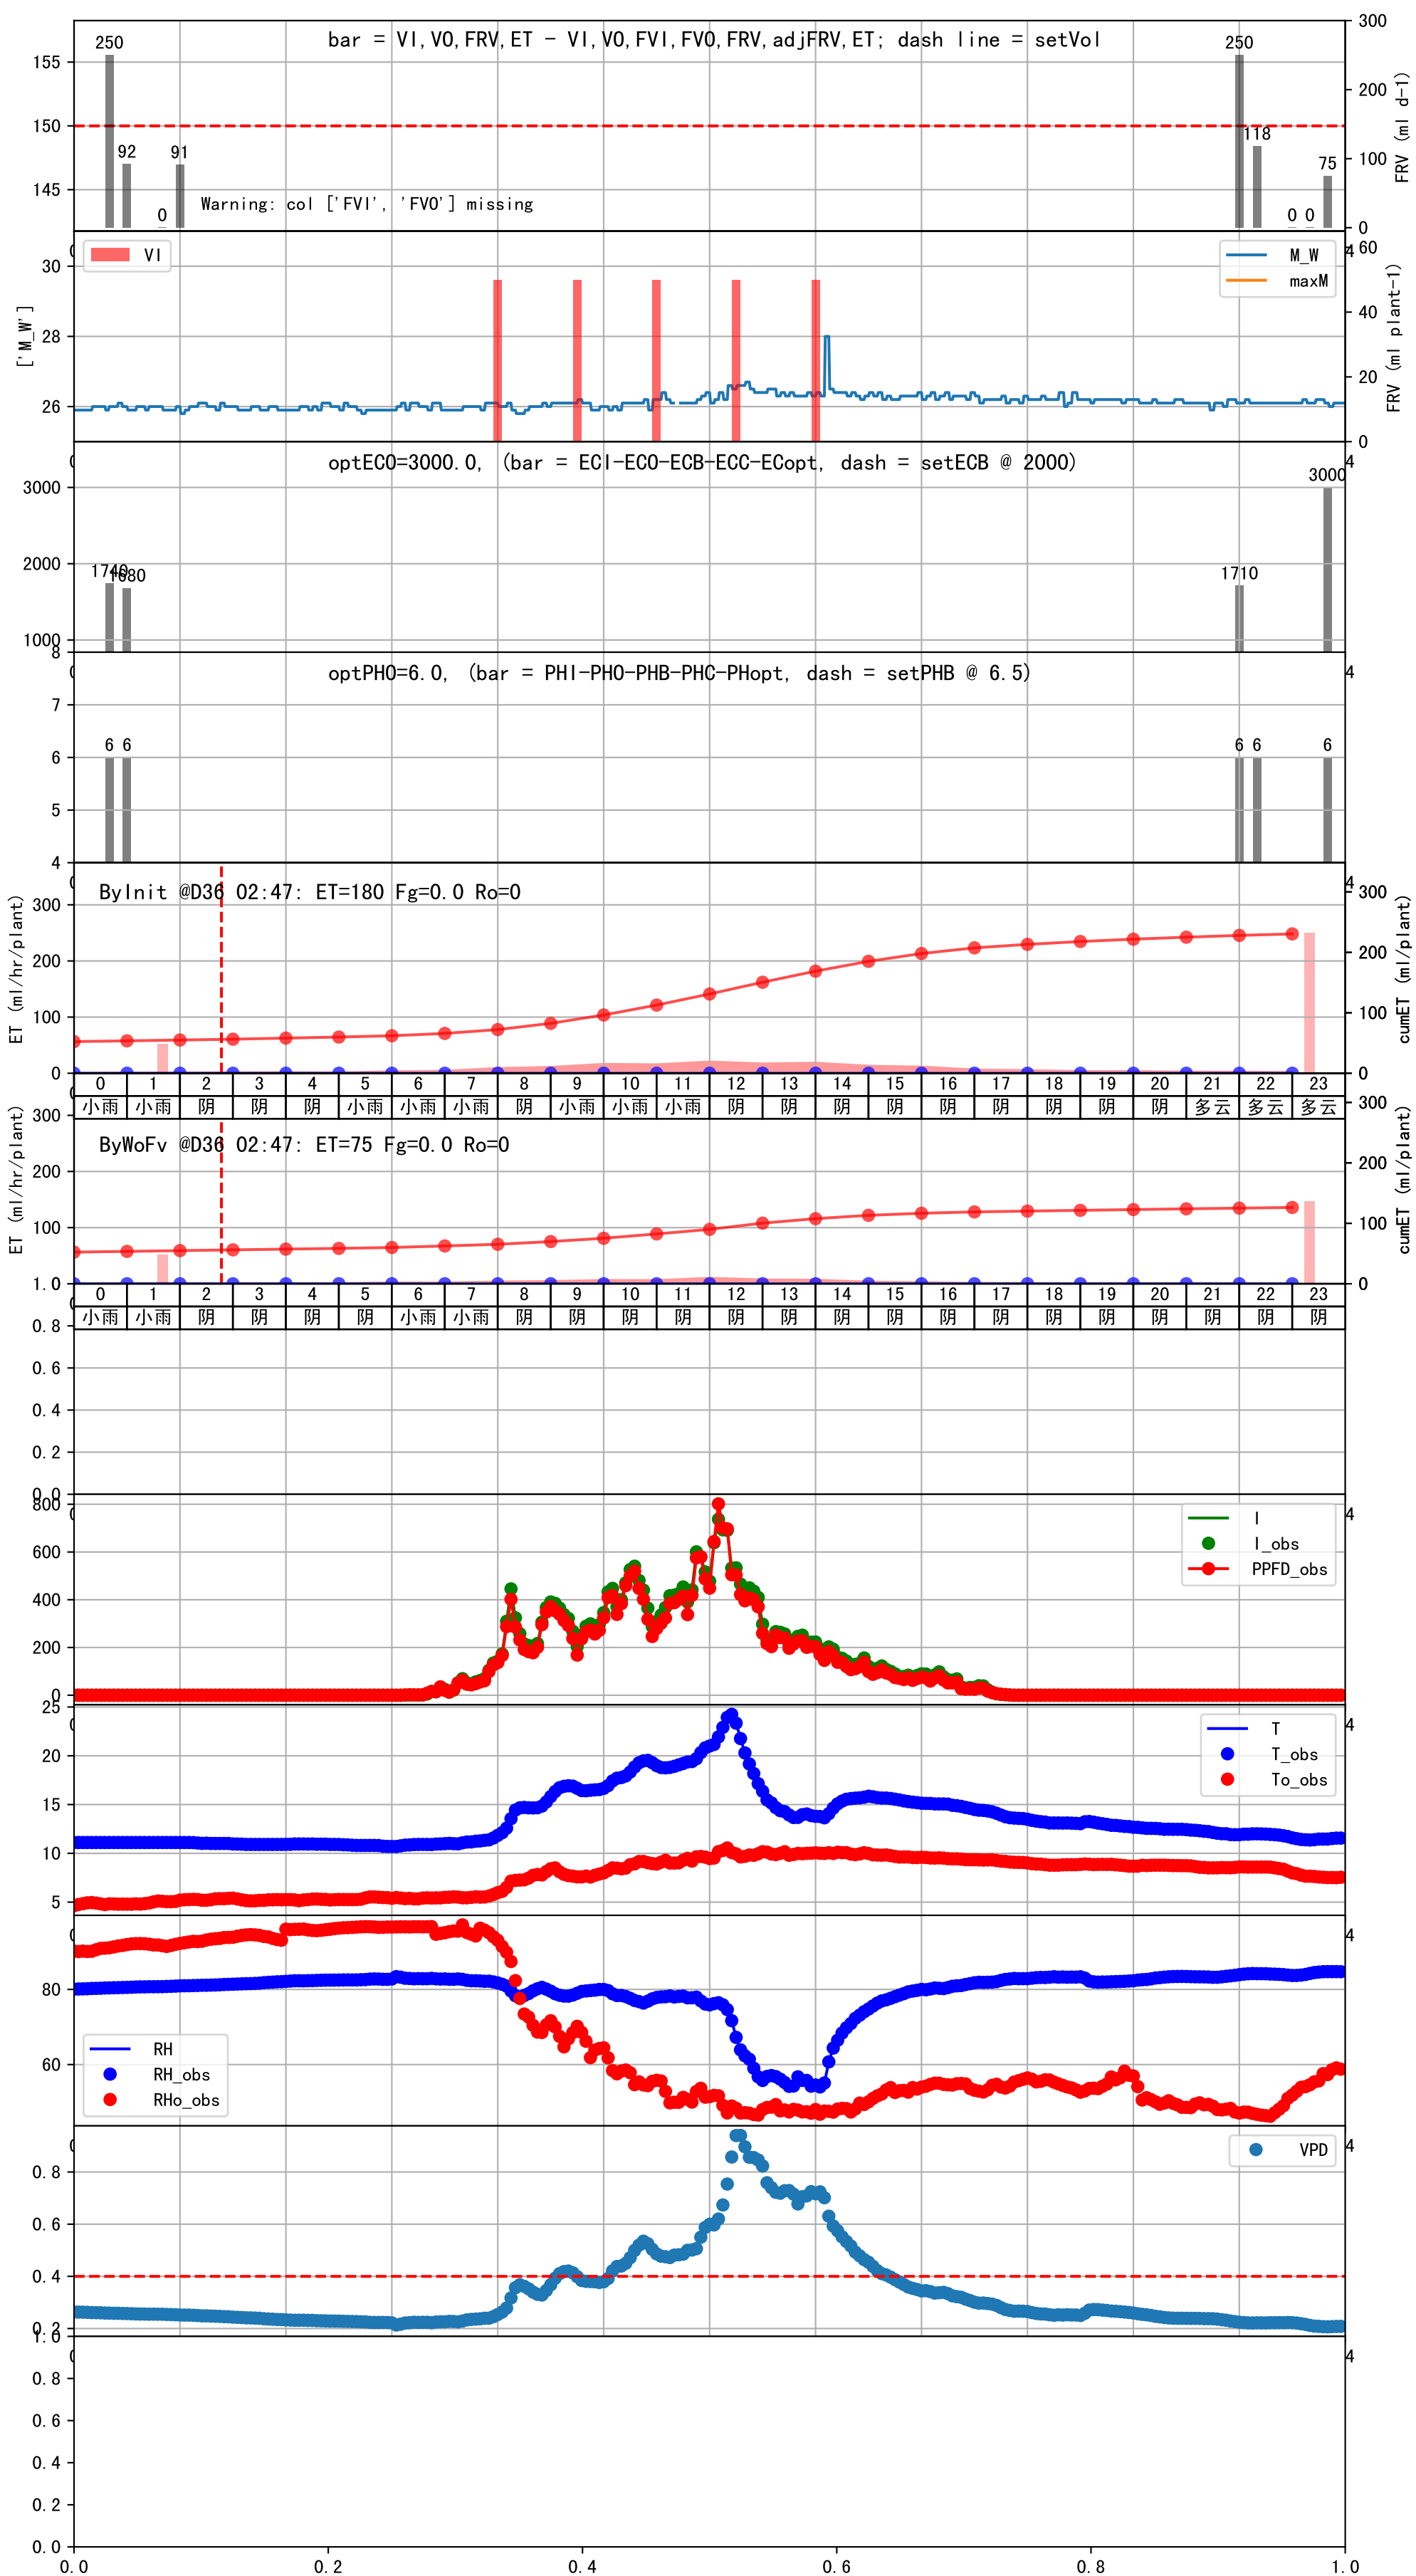 bar = VI,VO,FRV,ET - VI,VO,FVI,FVO,FRV,adjFRV,ET; dash line = setVol
250 92 0 91 250 118 0 0 75
155 150 145
300 200 100 0
FRV (ml d-1)
Warning: col ['FVI', 'FVO'] missing
VI
M_W
maxM
['M_W']
30 28 26
60 40 20 0
FRV (ml plant-1)
optECO=3000.0, (bar = ECI-ECO-ECB-ECC-ECopt, dash = setECB @ 2000)
3000 2000 1000
1740 1680 1710 3000
optPHO=6.0, (bar = PHI-PHO-PHB-PHC-PHopt, dash = setPHB @ 6.5)
8 7 6 5 4
6 6 6 6 6
ByInit @D36 02:47: ET=180 Fg=0.0 Ro=0
ET (ml/hr/plant)
300 200 100 0
cumET (ml/plant)
300 200 100 0
0 1 2 3 4 5 6 7 8 9 10 11 12 13 14 15 16 17 18 19 20 21 22 23
小雨 小雨 阴 阴 阴 小雨 小雨 小雨 阴 小雨 小雨 小雨 阴 阴 阴 阴 阴 阴 阴 阴 阴 多云 多云 多云
ByWoFv @D36 02:47: ET=75 Fg=0.0 Ro=0
ET (ml/hr/plant)
300 200 100
cumET (ml/plant)
300 200 100 0
0 1 2 3 4 5 6 7 8 9 10 11 12 13 14 15 16 17 18 19 20 21 22 23
小雨 小雨 阴 阴 阴 阴 小雨 小雨 阴 阴 阴 阴 阴 阴 阴 阴 阴 阴 阴 阴 阴 阴 阴 阴
1.0 0.8 0.6 0.4 0.2 0.0
800 600 400 200 0
I
I_obs
PPFD_obs
25 20 15 10 5
T
T_obs
To_obs
80 60
RH
RH_obs
RHo_obs
VPD
0.8 0.6 0.4 0.2
1.0 0.8 0.6 0.4 0.2 0.0
0.0 0.2 0.4 0.6 0.8 1.0